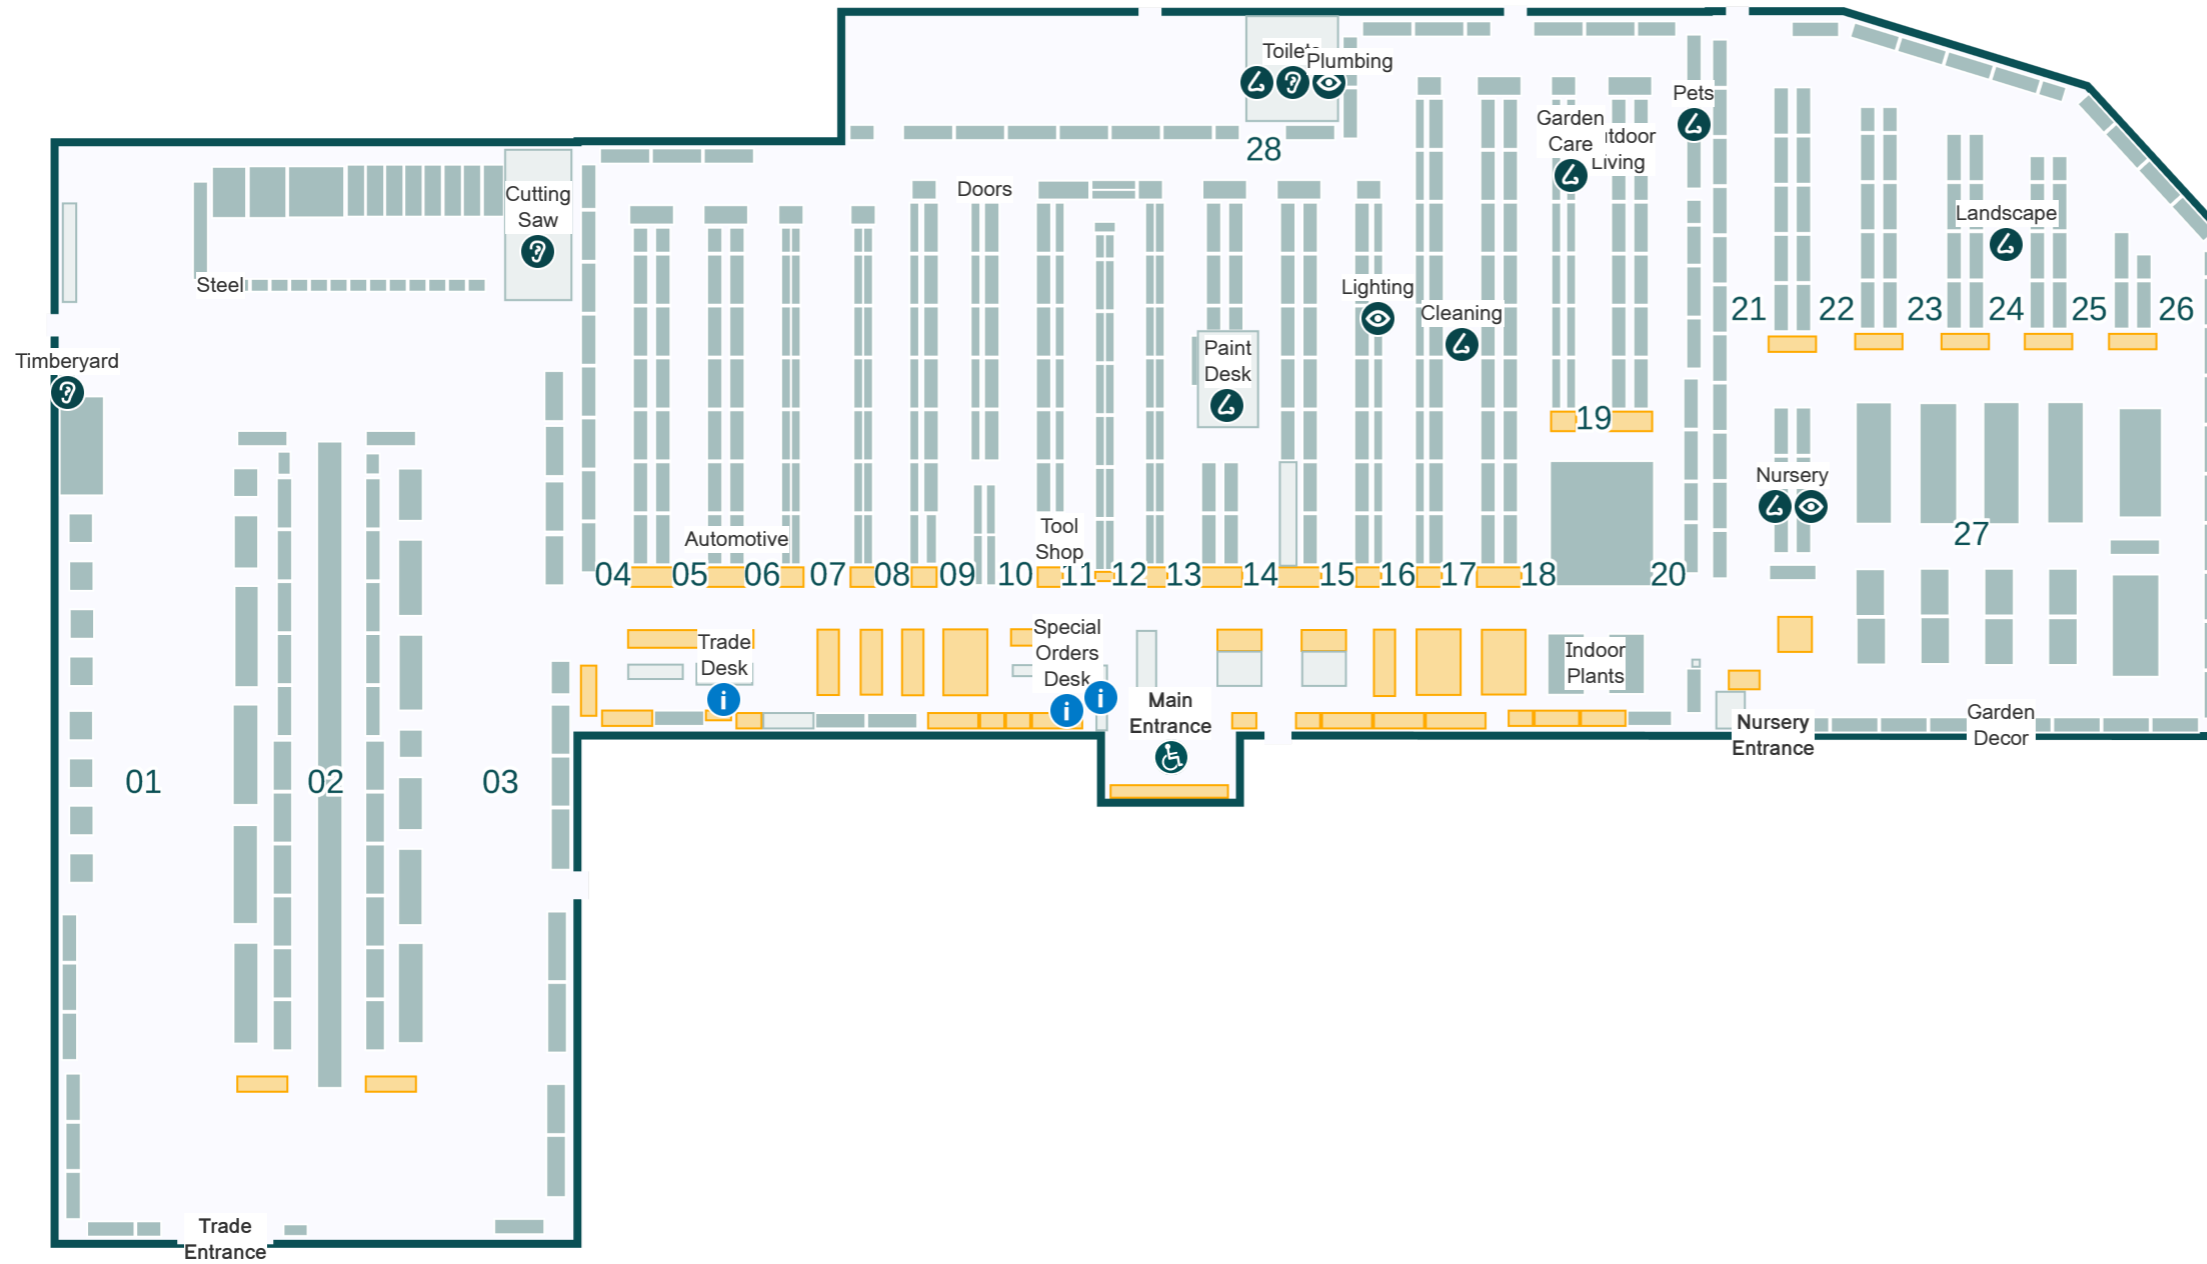 Toilet
Plumbing
Pets
Garden
Care
tdoor
Living
28
Doors
Cutting
Saw
Landscape
Steel
Lighting
Cleaning
21
22
23
24
25
26
Timberyard
Paint
Desk
19
Nursery
27
Automotive
Tool
Shop
04
05
06
07
08
09
10
11
12
13
14
15
16
17
18
20
Trade
Desk
Special
Orders
Desk
Indoor
Plants
Main
Entrance
Nursery
Entrance
Garden
Decor
01
02
03
Trade
Entrance